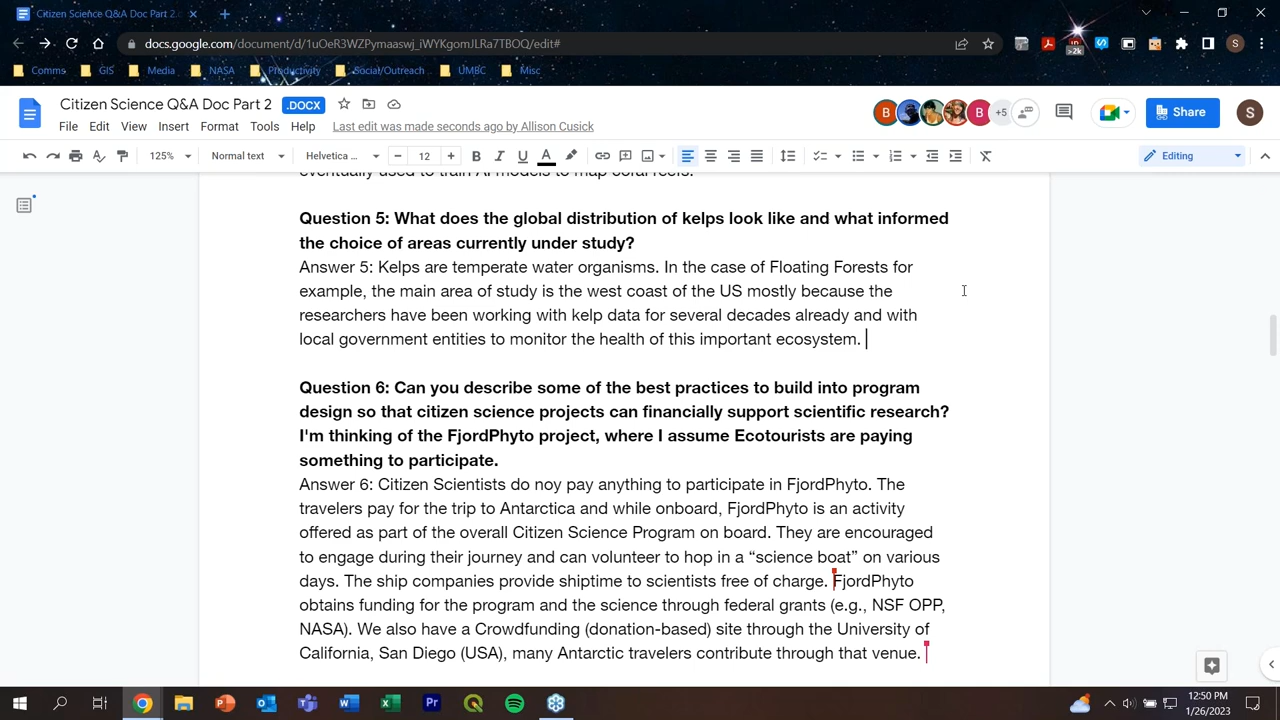 Citizen Science Q&A Doc Part 2.
docs.google.com/document/d/1uOeR3WZPymaaswj_iWYKgomJLRa7TBOQ/edit#
>2k
S
Comms GIS Media NASA Productivity Social/Outreach UMBC Misc
Citizen Science Q&A Doc Part 2 .DOCX
B B +5 Share S
File Edit View Insert Format Tools Help Last edit was made seconds ago by Allison Cusick
125% Normal text Helvetica ... 12 B I U A Editing
eventually used to train AI models to map coral reefs.
Question 5: What does the global distribution of kelps look like and what informed
the choice of areas currently under study?
Answer 5: Kelps are temperate water organisms. In the case of Floating Forests for
example, the main area of study is the west coast of the US mostly because the
researchers have been working with kelp data for several decades already and with
local government entities to monitor the health of this important ecosystem.
Question 6: Can you describe some of the best practices to build into program
design so that citizen science projects can financially support scientific research?
I'm thinking of the FjordPhyto project, where I assume Ecotourists are paying
something to participate.
Answer 6: Citizen Scientists do noy pay anything to participate in FjordPhyto. The
travelers pay for the trip to Antarctica and while onboard, FjordPhyto is an activity
offered as part of the overall Citizen Science Program on board. They are encouraged
to engage during their journey and can volunteer to hop in a “science boat” on various
days. The ship companies provide shiptime to scientists free of charge. FjordPhyto
obtains funding for the program and the science through federal grants (e.g., NSF OPP,
NASA). We also have a Crowdfunding (donation-based) site through the University of
California, San Diego (USA), many Antarctic travelers contribute through that venue.
12:50 PM
1/26/2023